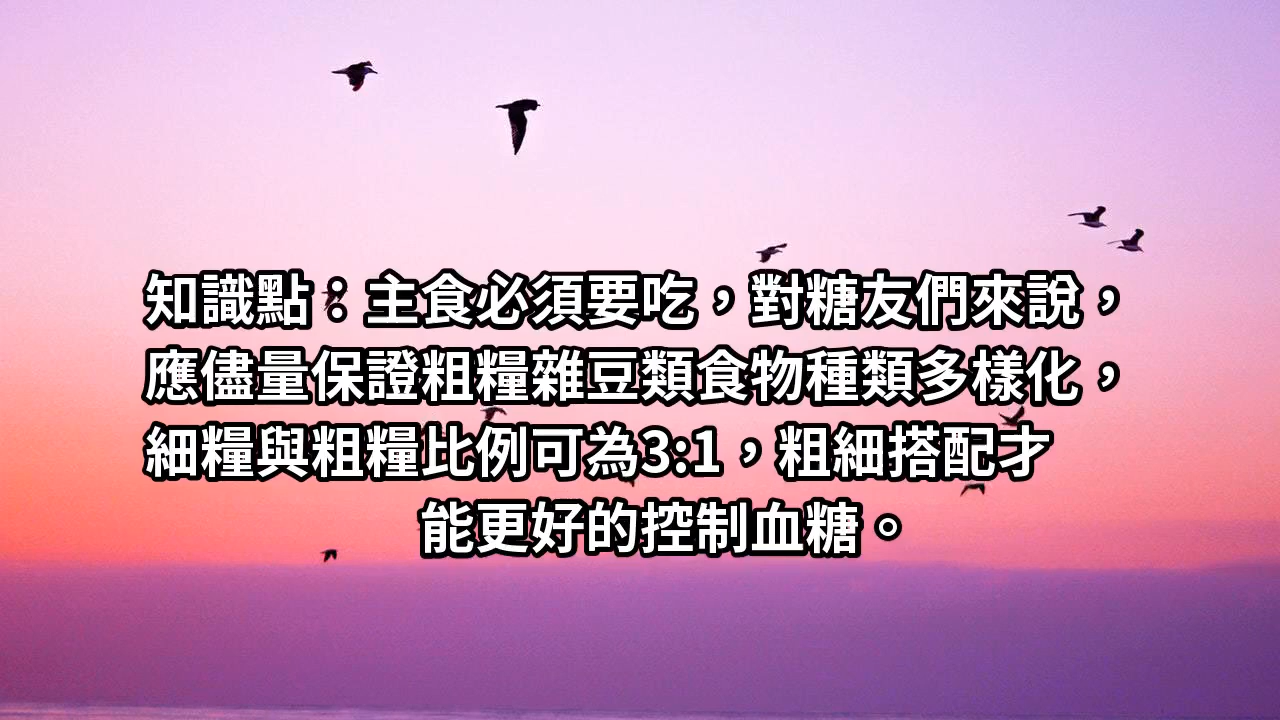 知識點：主食必須要吃，對糖友們來說，
應儘量保證粗糧雜豆類食物種類多樣化，
細糧與粗糧比例可為3:1，粗細搭配才
能更好的控制血糖。